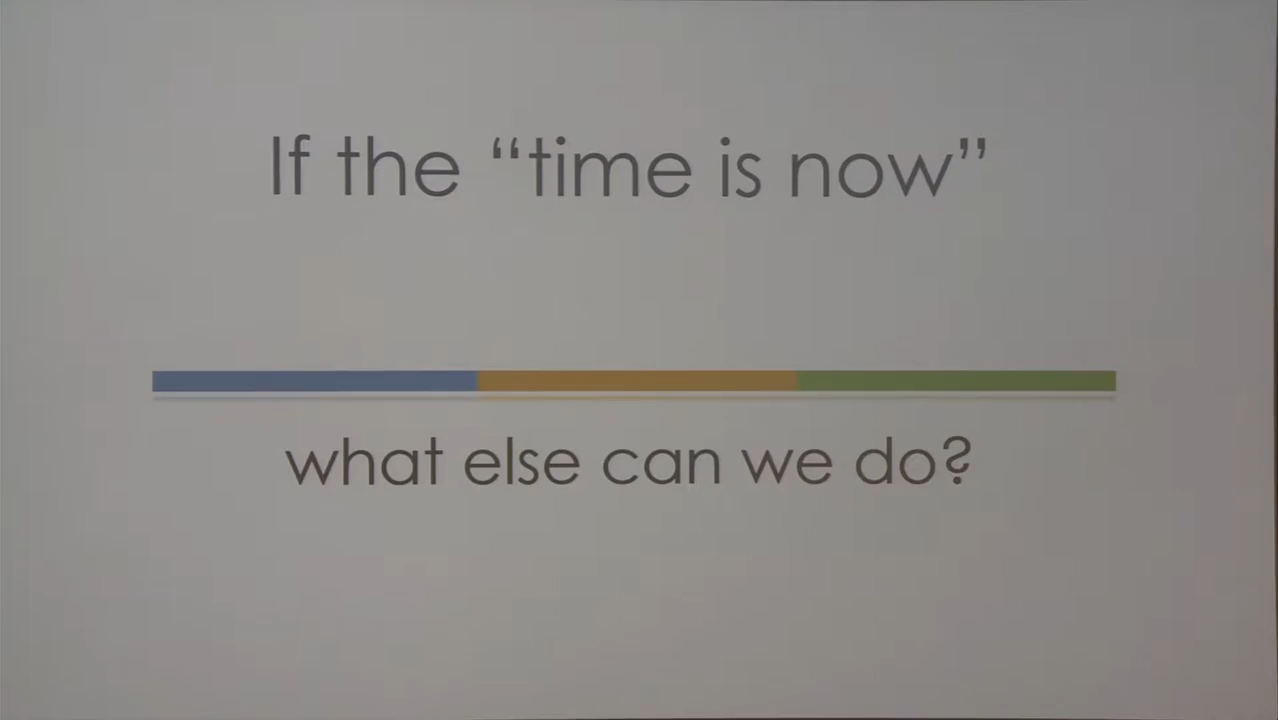 If the “time is now”
what else can we do?